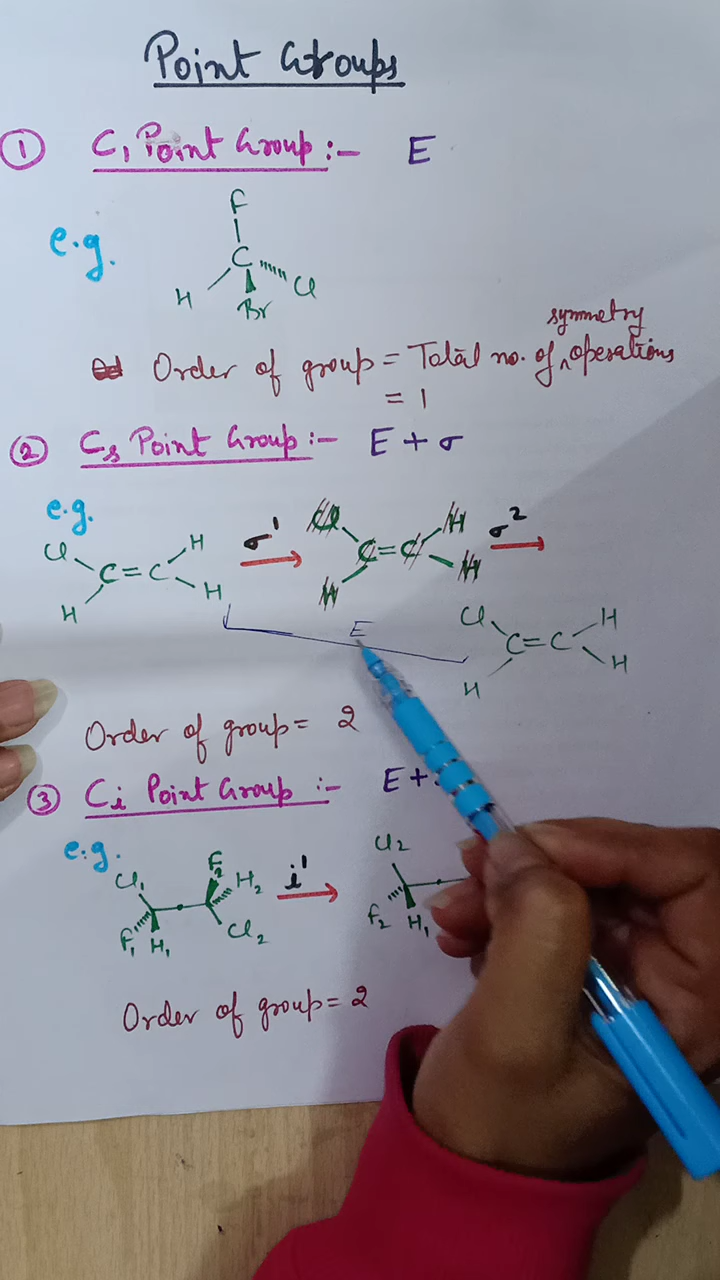 Point Groups
① C₁ Point Group :- E
e.g.
F
C
H Br Cl
Order of group = Total no. of symmetry operations
= 1
② Cs Point Group :- E + σ
e.g.
Cl H Cl H
C=C σ¹ C=C σ²
H H H H
E
Cl H
C=C
H H
Order of group = 2
③ Ci Point Group :- E +
e.g.
Cl₁ F₂ H₂ i¹ Cl₂
F₁ H₁ Cl₂ F₂ H₁
Order of group = 2